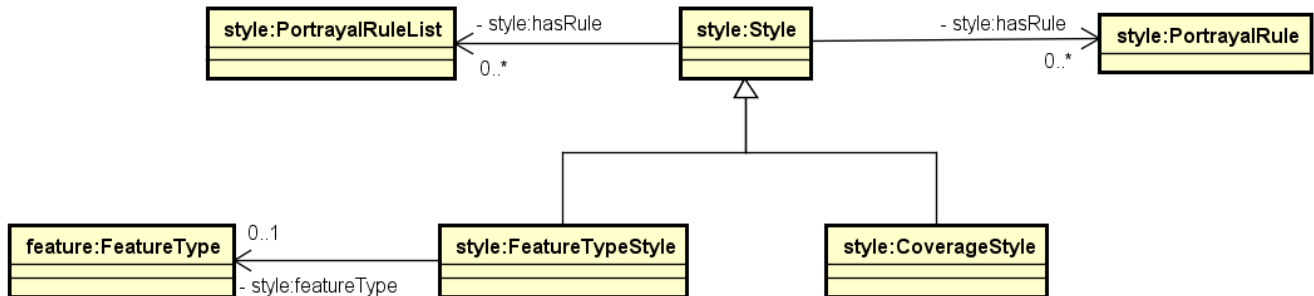 style:PortrayalRuleList
- style:hasRule
0..*
style:Style
- style:hasRule
0..*
style:PortrayalRule
feature:FeatureType
0..1
- style:featureType
style:FeatureTypeStyle
style:CoverageStyle